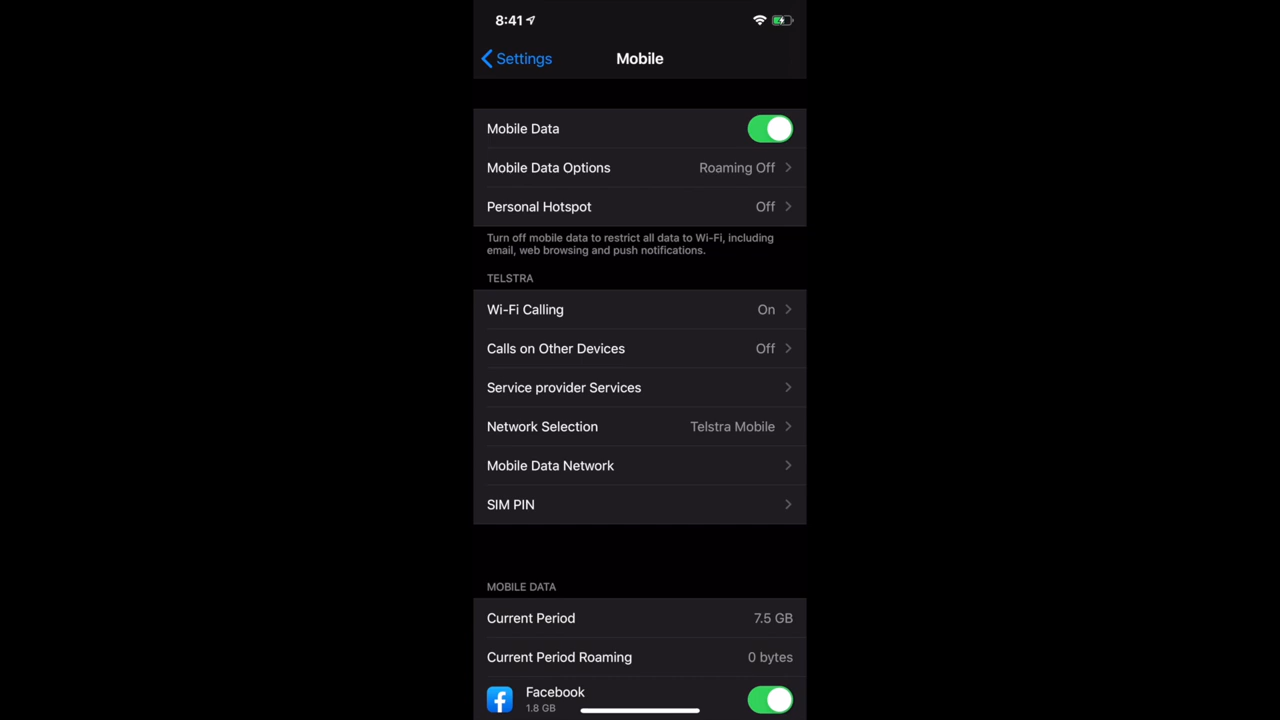 8:41
Settings
Mobile
Mobile Data
Mobile Data Options Roaming Off
Personal Hotspot Off
Turn off mobile data to restrict all data to Wi-Fi, including
email, web browsing and push notifications.
TELSTRA
Wi-Fi Calling On
Calls on Other Devices Off
Service provider Services
Network Selection Telstra Mobile
Mobile Data Network
SIM PIN
MOBILE DATA
Current Period 7.5 GB
Current Period Roaming 0 bytes
Facebook
1.8 GB